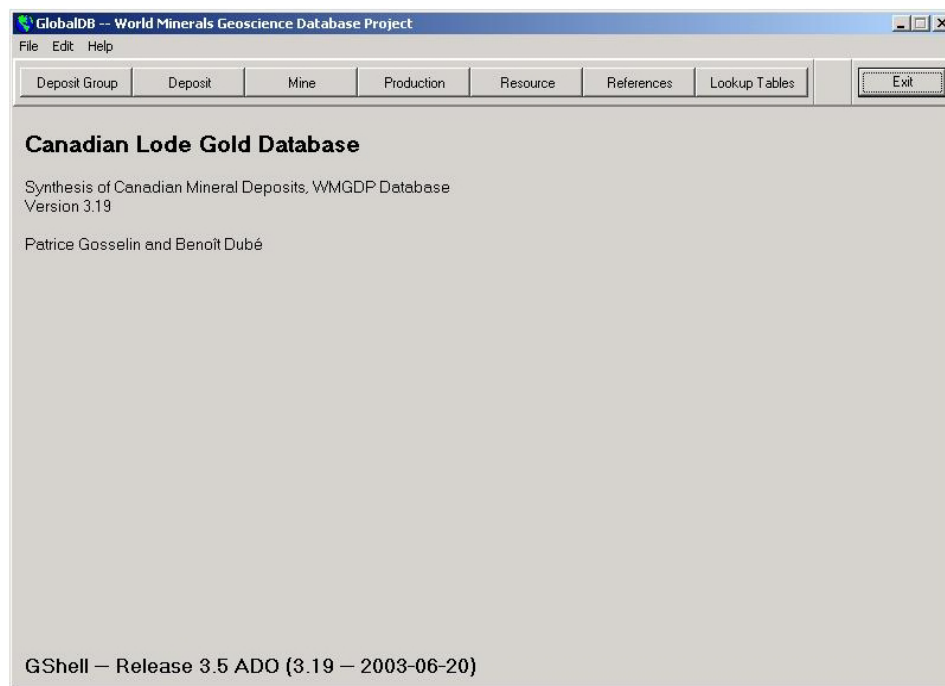 GlobalDB -- World Minerals Geoscience Database Project
File Edit Help
Deposit Group Deposit Mine Production Resource References Lookup Tables Exit
Canadian Lode Gold Database
Synthesis of Canadian Mineral Deposits, WMGDP Database
Version 3.19
Patrice Gosselin and Benoît Dubé
GShell – Release 3.5 ADO (3.19 – 2003-06-20)